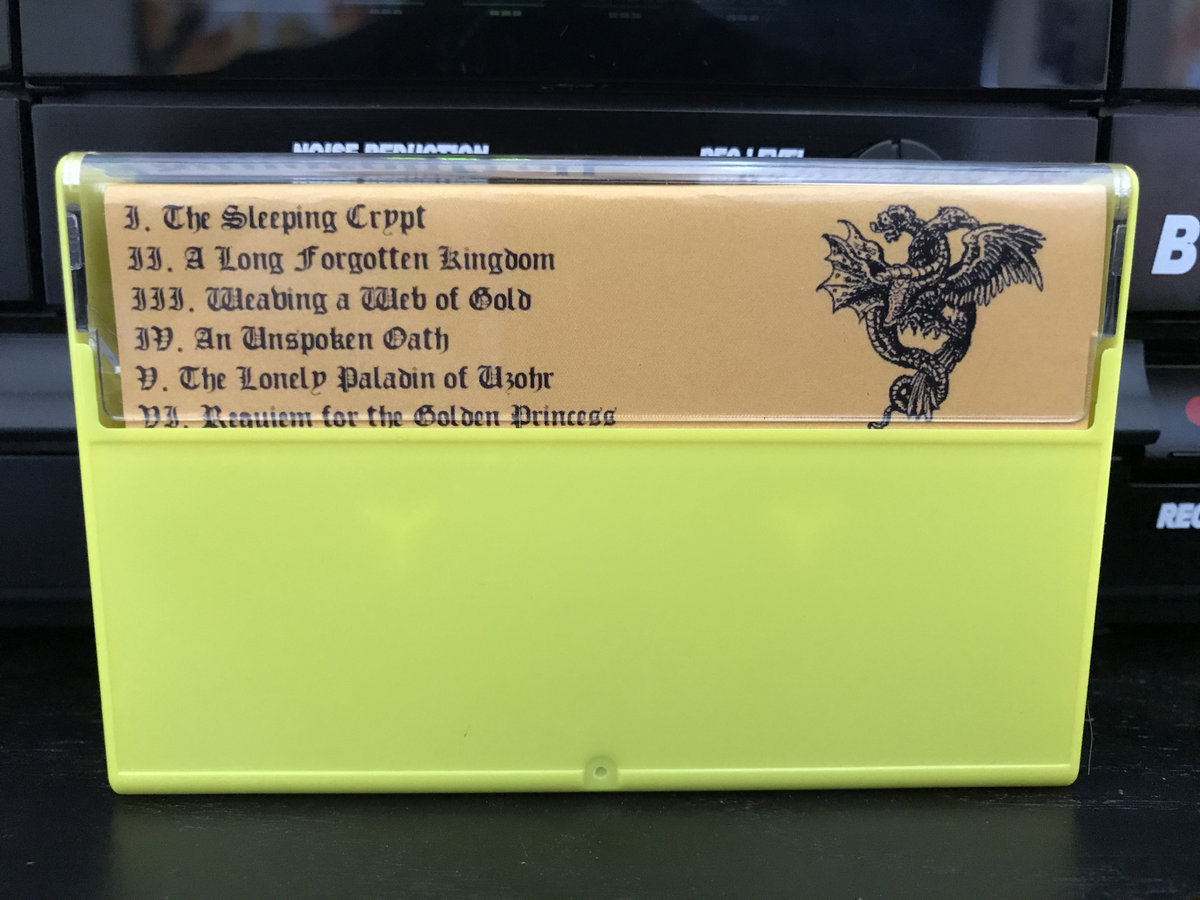 NOISE REDUCTION
REC LEVEL
I. The Sleeping Crypt
II. A Long Forgotten Kingdom
III. Weaving a Web of Gold
IV. An Unspoken Oath
V. The Lonely Paladin of Uzohr
VI. Requiem for the Golden Princess
B
REC